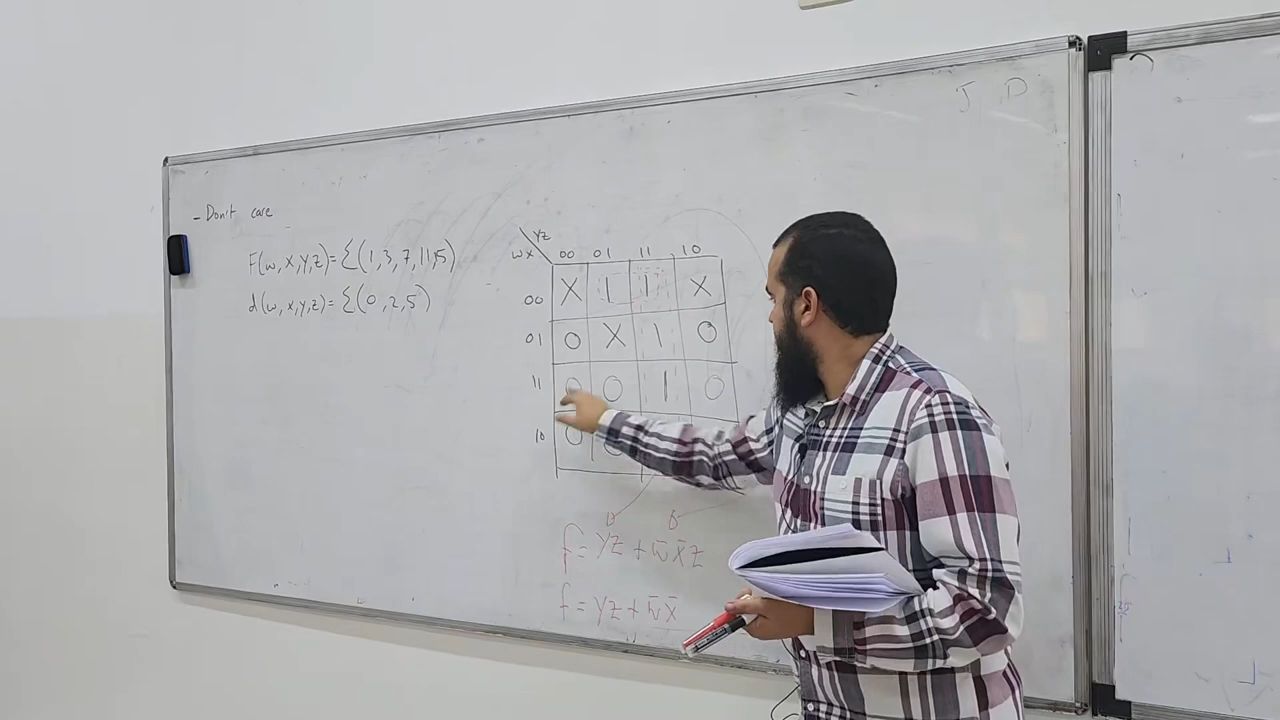 J D
- Don't care
F(w,x,y,z)=Σ(1,3,7,11,15)
d(w,x,y,z)=Σ(0,2,5)
yz
wx 00 01 11 10
00 X 1 1 X
01 0 X 1 0
11 0 0 1 0
10 0
f=yz+w̄x̄z
f=yz+w̄x̄